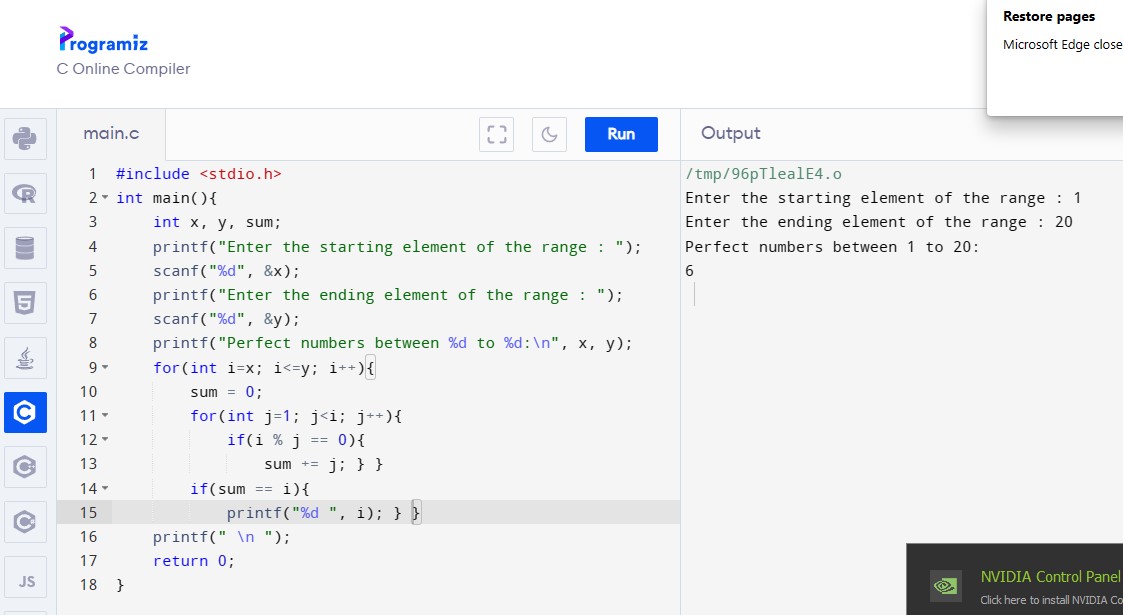 Restore pages
Microsoft Edge close
Programiz
C Online Compiler
main.c
Run
Output
1 #include <stdio.h>
2 int main(){
3 int x, y, sum;
4 printf("Enter the starting element of the range : ");
5 scanf("%d", &x);
6 printf("Enter the ending element of the range : ");
7 scanf("%d", &y);
8 printf("Perfect numbers between %d to %d:\n", x, y);
9 for(int i=x; i<=y; i++){
10 sum = 0;
11 for(int j=1; j<i; j++){
12 if(i % j == 0){
13 sum += j; } }
14 if(sum == i){
15 printf("%d ", i); } }
16 printf(" \n ");
17 return 0;
18 }
/tmp/96pTlealE4.o
Enter the starting element of the range : 1
Enter the ending element of the range : 20
Perfect numbers between 1 to 20:
6
R
5
C
C
C
JS
NVIDIA Control Panel
Click here to install NVIDIA Co